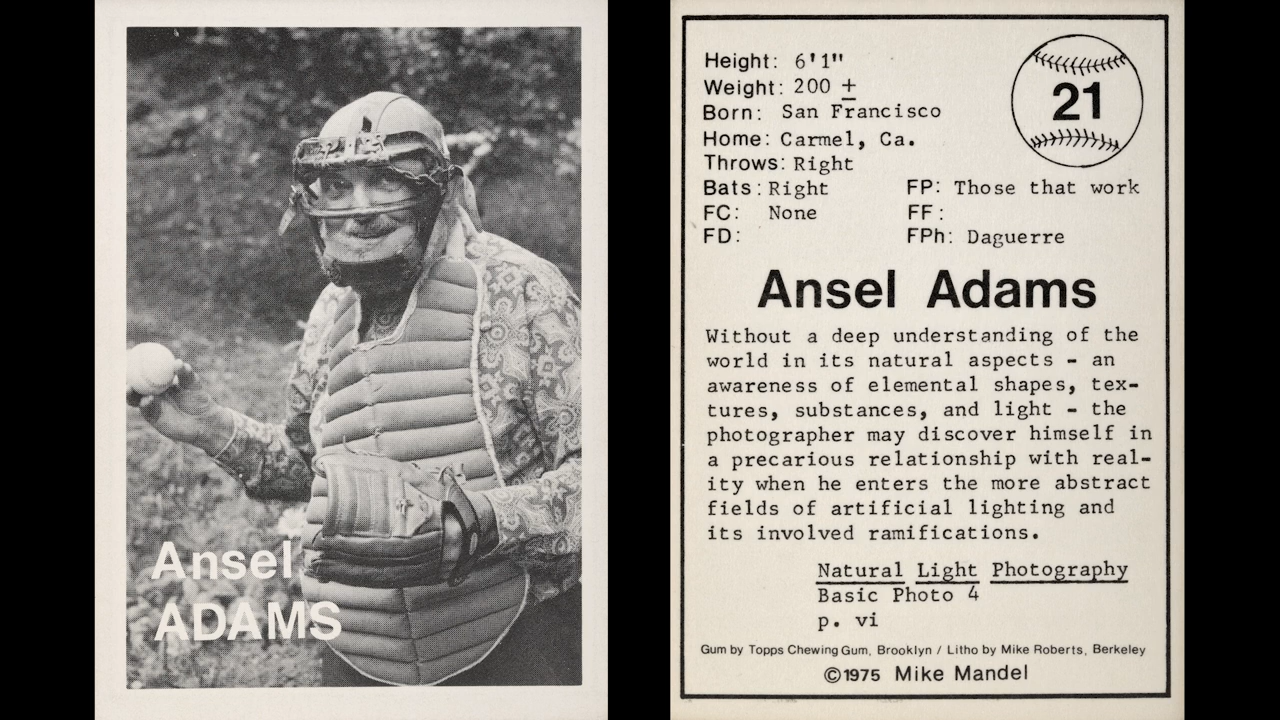 Ansel
ADAMS
Height: 6'1"
Weight: 200 ±
Born: San Francisco
Home: Carmel, Ca.
Throws: Right
Bats: Right
FC: None
FD:
21
FP: Those that work
FF:
FPh: Daguerre
Ansel Adams
Without a deep understanding of the
world in its natural aspects - an
awareness of elemental shapes, tex-
tures, substances, and light - the
photographer may discover himself in
a precarious relationship with real-
ity when he enters the more abstract
fields of artificial lighting and
its involved ramifications.
Natural Light Photography
Basic Photo 4
p. vi
Gum by Topps Chewing Gum, Brooklyn / Litho by Mike Roberts, Berkeley
©1975 Mike Mandel